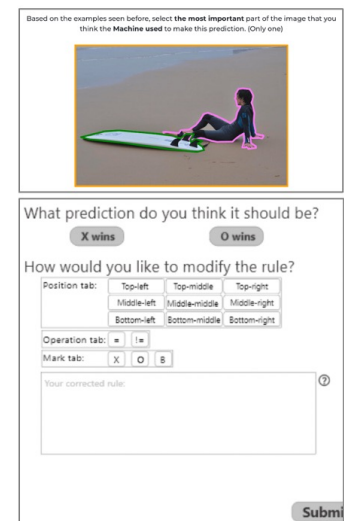 Based on the examples seen before, select the most important part of the image that you
think the Machine used to make this prediction. (Only one)
What prediction do you think it should be?
X wins O wins
How would you like to modify the rule?
Position tab: Top-left Top-middle Top-right
Middle-left Middle-middle Middle-right
Bottom-left Bottom-middle Bottom-right
Operation tab: = !=
Mark tab: X O B
Your corrected rule:
?
Submi